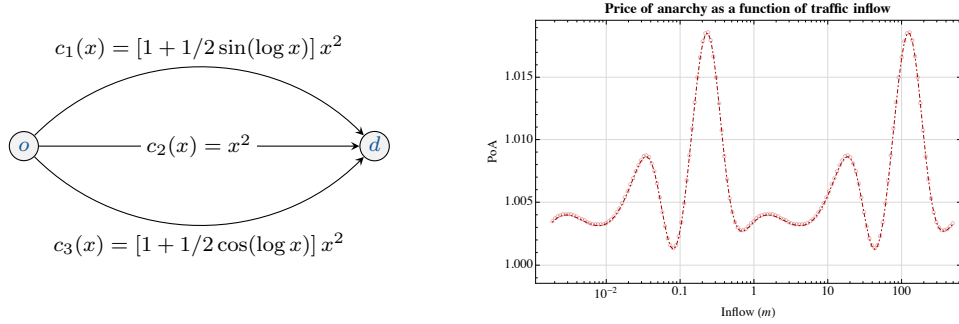 c₁(x) = [1 + 1/2 sin(log x)] x²
o
c₂(x) = x²
d
c₃(x) = [1 + 1/2 cos(log x)] x²
Price of anarchy as a function of traffic inflow
PoA
1.015
1.010
1.005
1.000
10⁻² 0.1 1 10 100
Inflow (m)